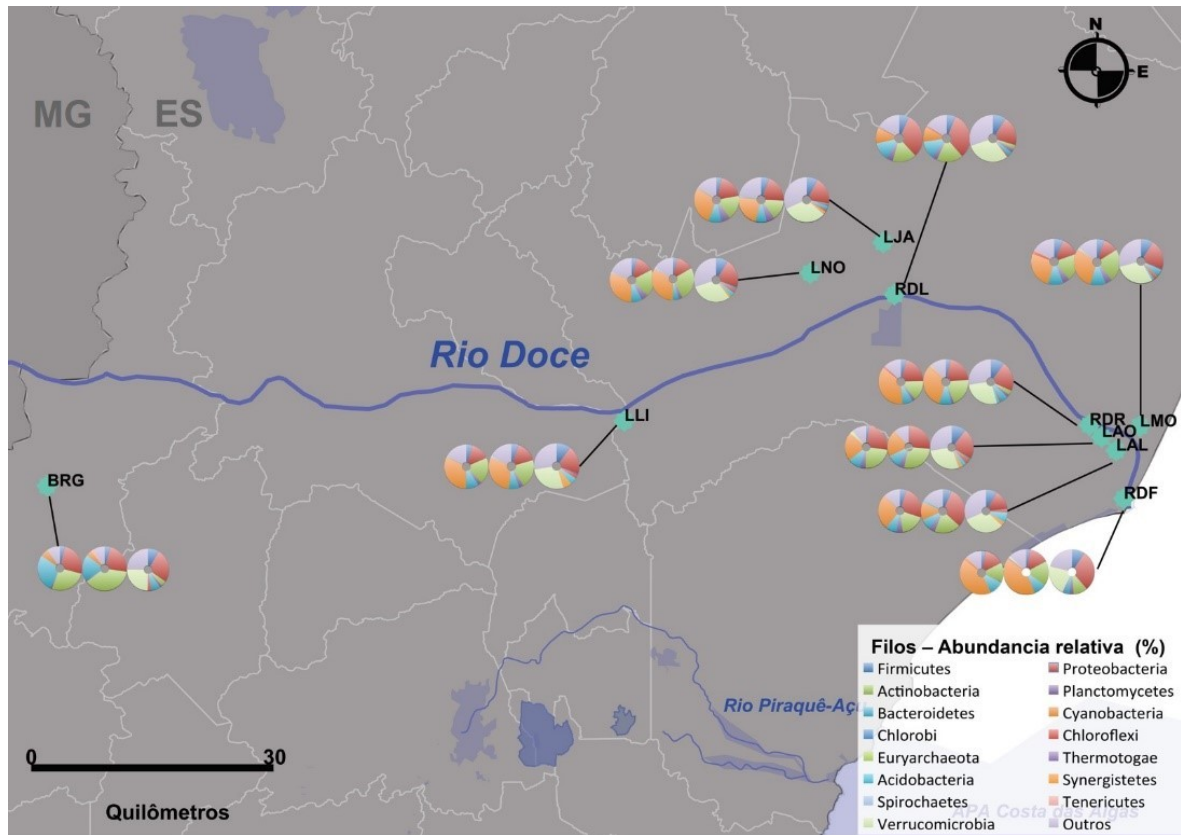 N
E
MG
ES
LJA
LNO
RDL
Rio Doce
LLI
RDR
LMO
LAO
LAL
BRG
RDF
Filos – Abundancia relativa (%)
Firmicutes
Proteobacteria
Actinobacteria
Planctomycetes
Bacteroidetes
Cyanobacteria
Chlorobi
Chloroflexi
Euryarchaeota
Thermotogae
Acidobacteria
Synergistetes
Spirochaetes
Tenericutes
Verrucomicrobia
Outros
Rio Piraquê-Açu
APA Costa das Algas
0
30
Quilômetros